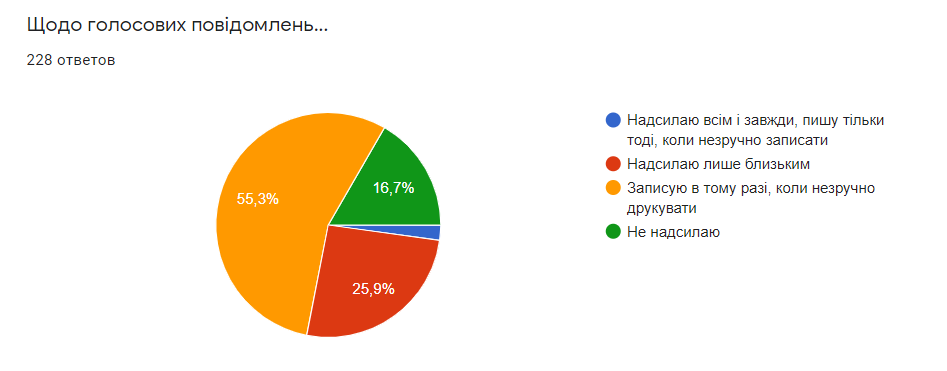 Щодо голосових повідомлень...
228 ответов
Надсилаю всім і завжди, пишу тільки
тоді, коли незручно записати
Надсилаю лише близьким
Записую в тому разі, коли незручно
друкувати
Не надсилаю
55,3%
16,7%
25,9%